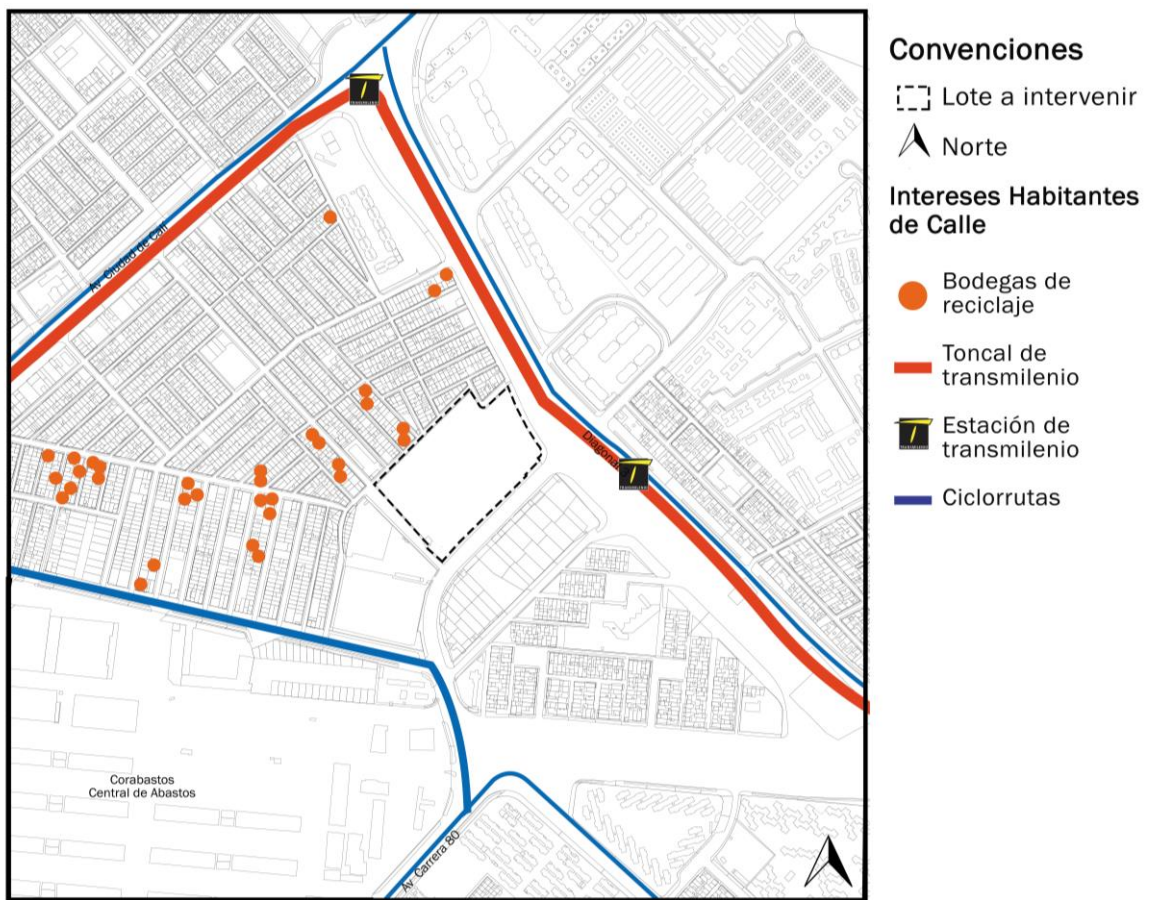 Convenciones
Lote a intervenir
Norte
Intereses Habitantes
de Calle
Bodegas de
reciclaje
Toncal de
transmilenio
Estación de
transmilenio
Ciclorrutas
Av Ciudad de Cali
Diagonal
Corabastos
Central de Abastos
Av Carrera 80